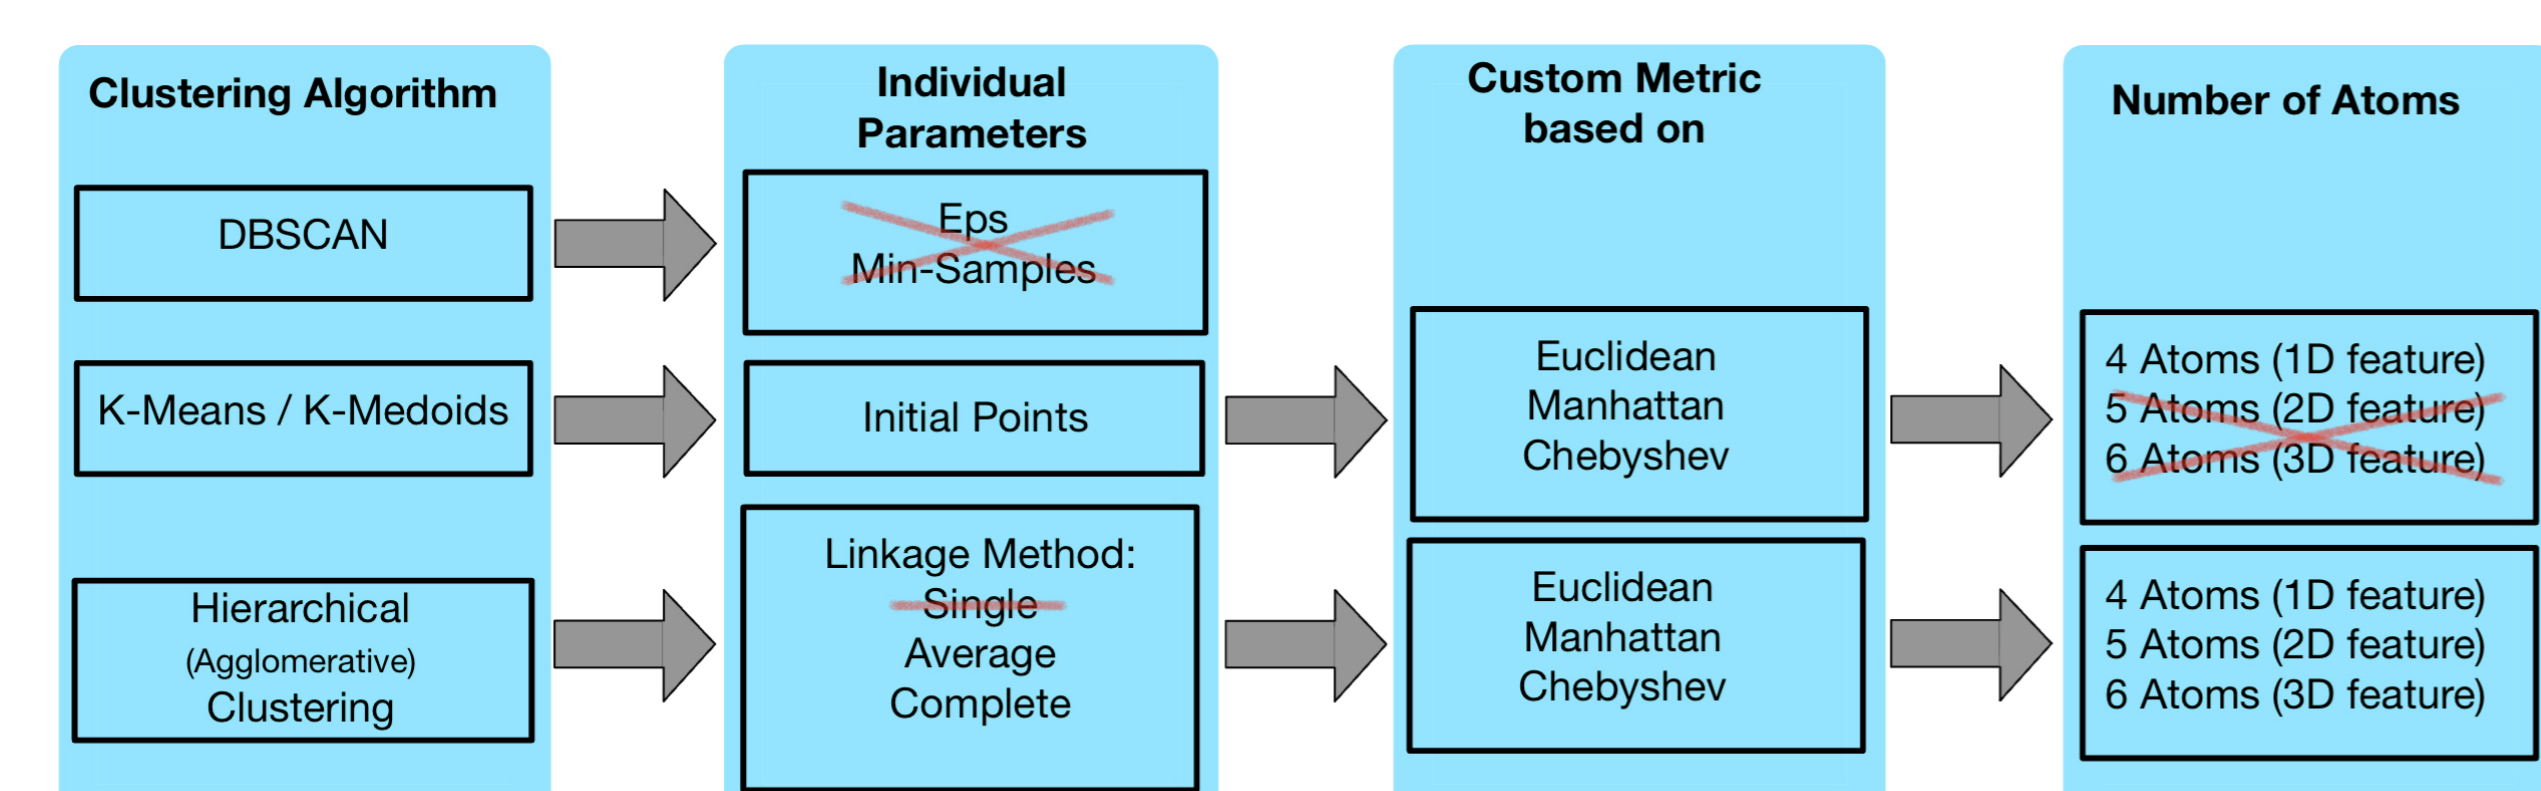 Clustering Algorithm
DBSCAN
K-Means / K-Medoids
Hierarchical
(Agglomerative)
Clustering
Individual
Parameters
Eps
Min-Samples
Initial Points
Linkage Method:
Single
Average
Complete
Custom Metric
based on
Euclidean
Manhattan
Chebyshev
Euclidean
Manhattan
Chebyshev
Number of Atoms
4 Atoms (1D feature)
5 Atoms (2D feature)
6 Atoms (3D feature)
4 Atoms (1D feature)
5 Atoms (2D feature)
6 Atoms (3D feature)